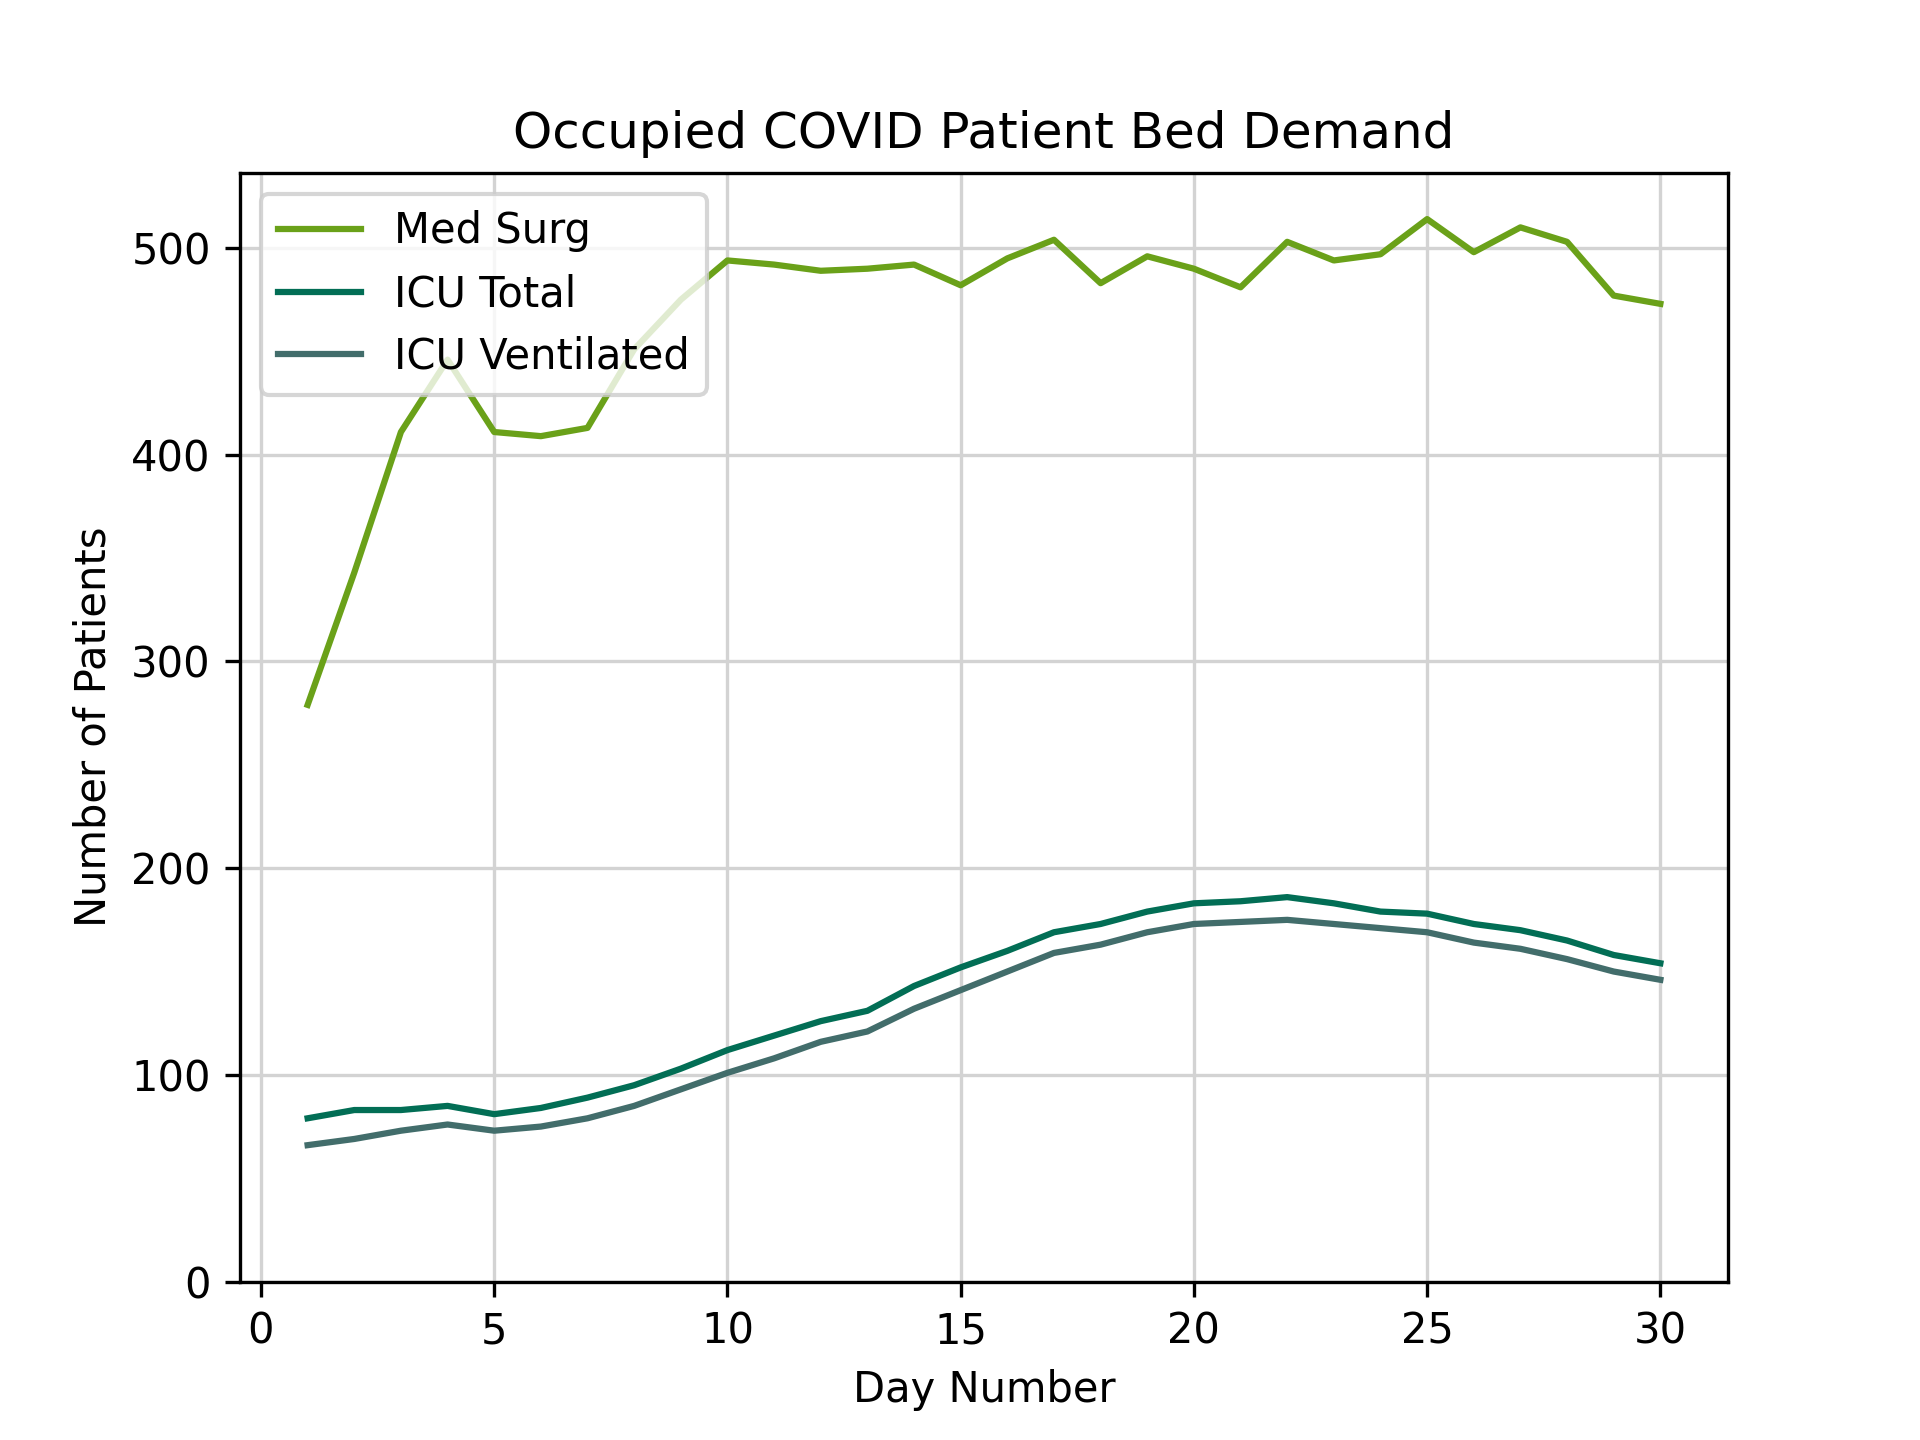 Occupied COVID Patient Bed Demand
Med Surg
ICU Total
ICU Ventilated
Number of Patients
500
400
300
200
100
0
0 5 10 15 20 25 30
Day Number